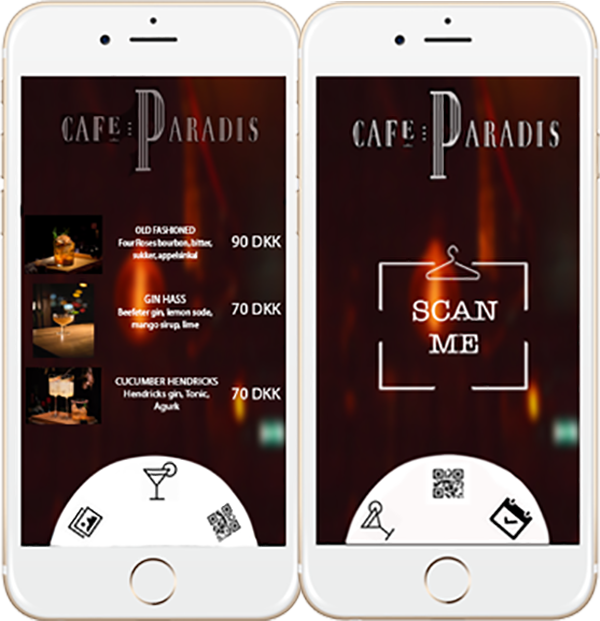 CAFE PARADIS
OLD FASHIONED
Four Roses bourbon, bitter,
sukker, appelsinkal
90 DKK
GIN HASS
Beefeter gin, lemon sode,
mango sirup, lime
70 DKK
CUCUMBER HENDRICKS
Hendricks gin, Tonic,
Agurk
70 DKK
CAFE PARADIS
SCAN
ME